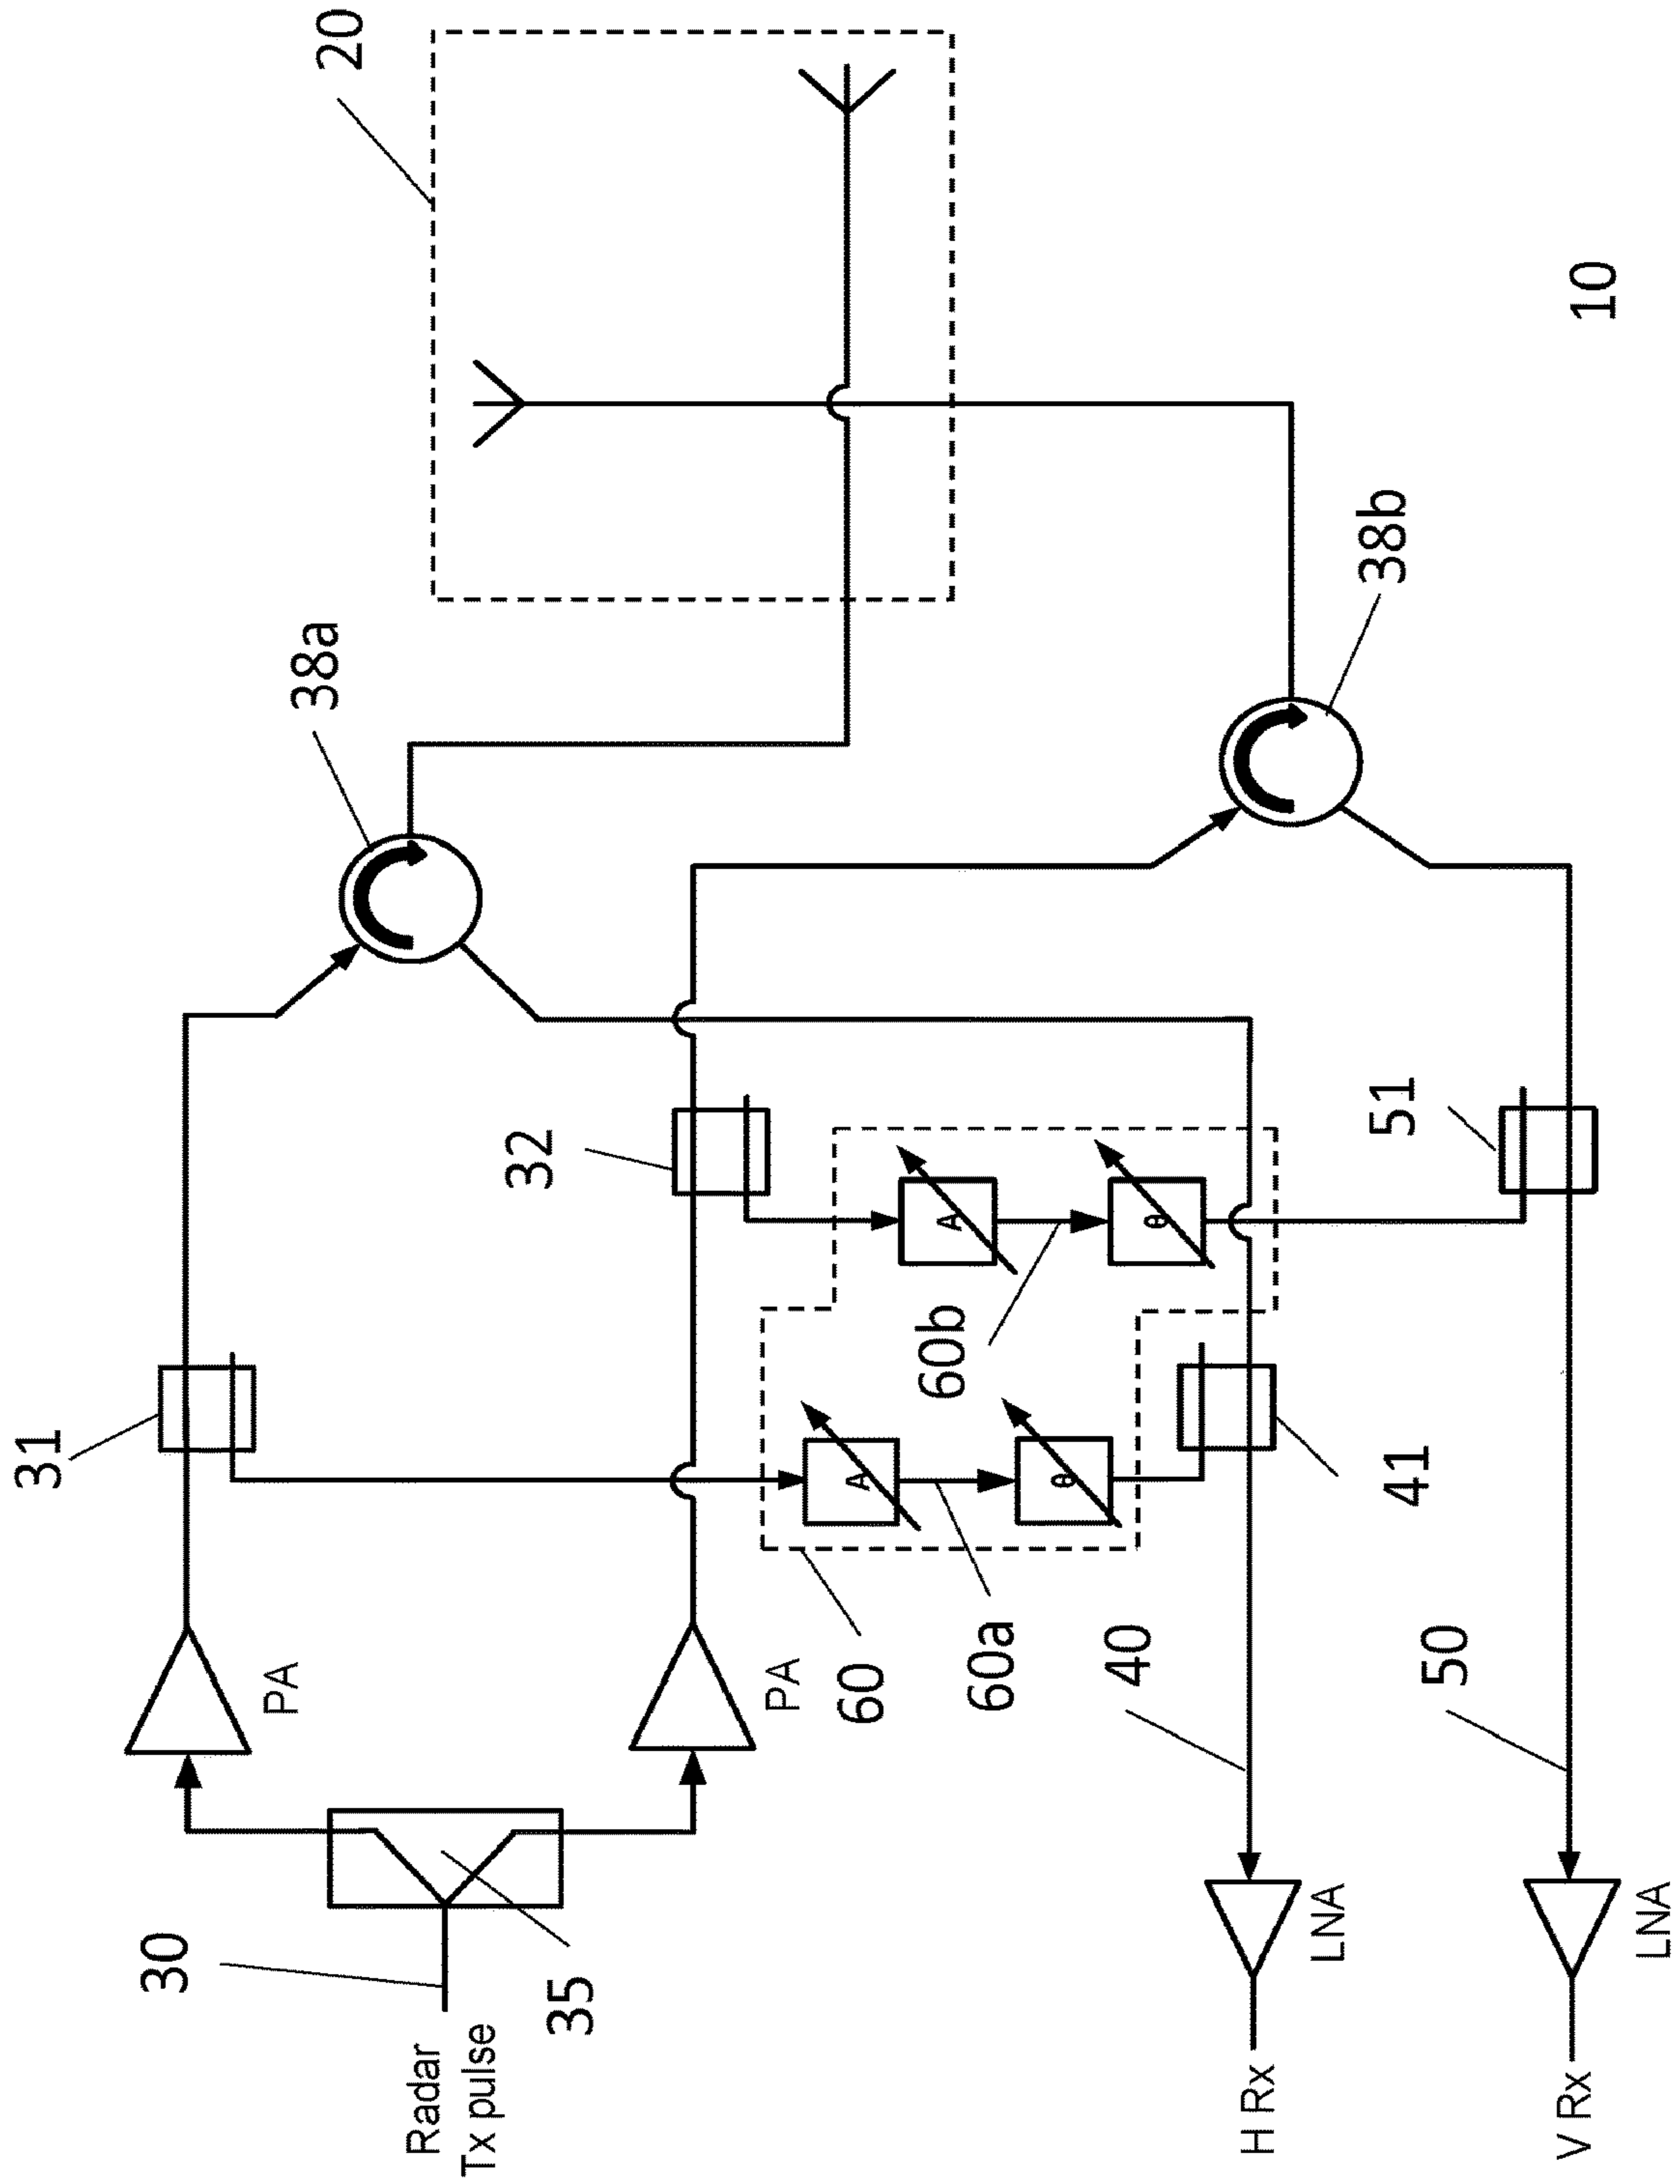 30
Radar
Tx pulse
35
PA
PA
31
32
38a
20
38b
10
60
60a
60b
A
θ
A
θ
40
41
50
51
LNA
LNA
H Rx
V Rx